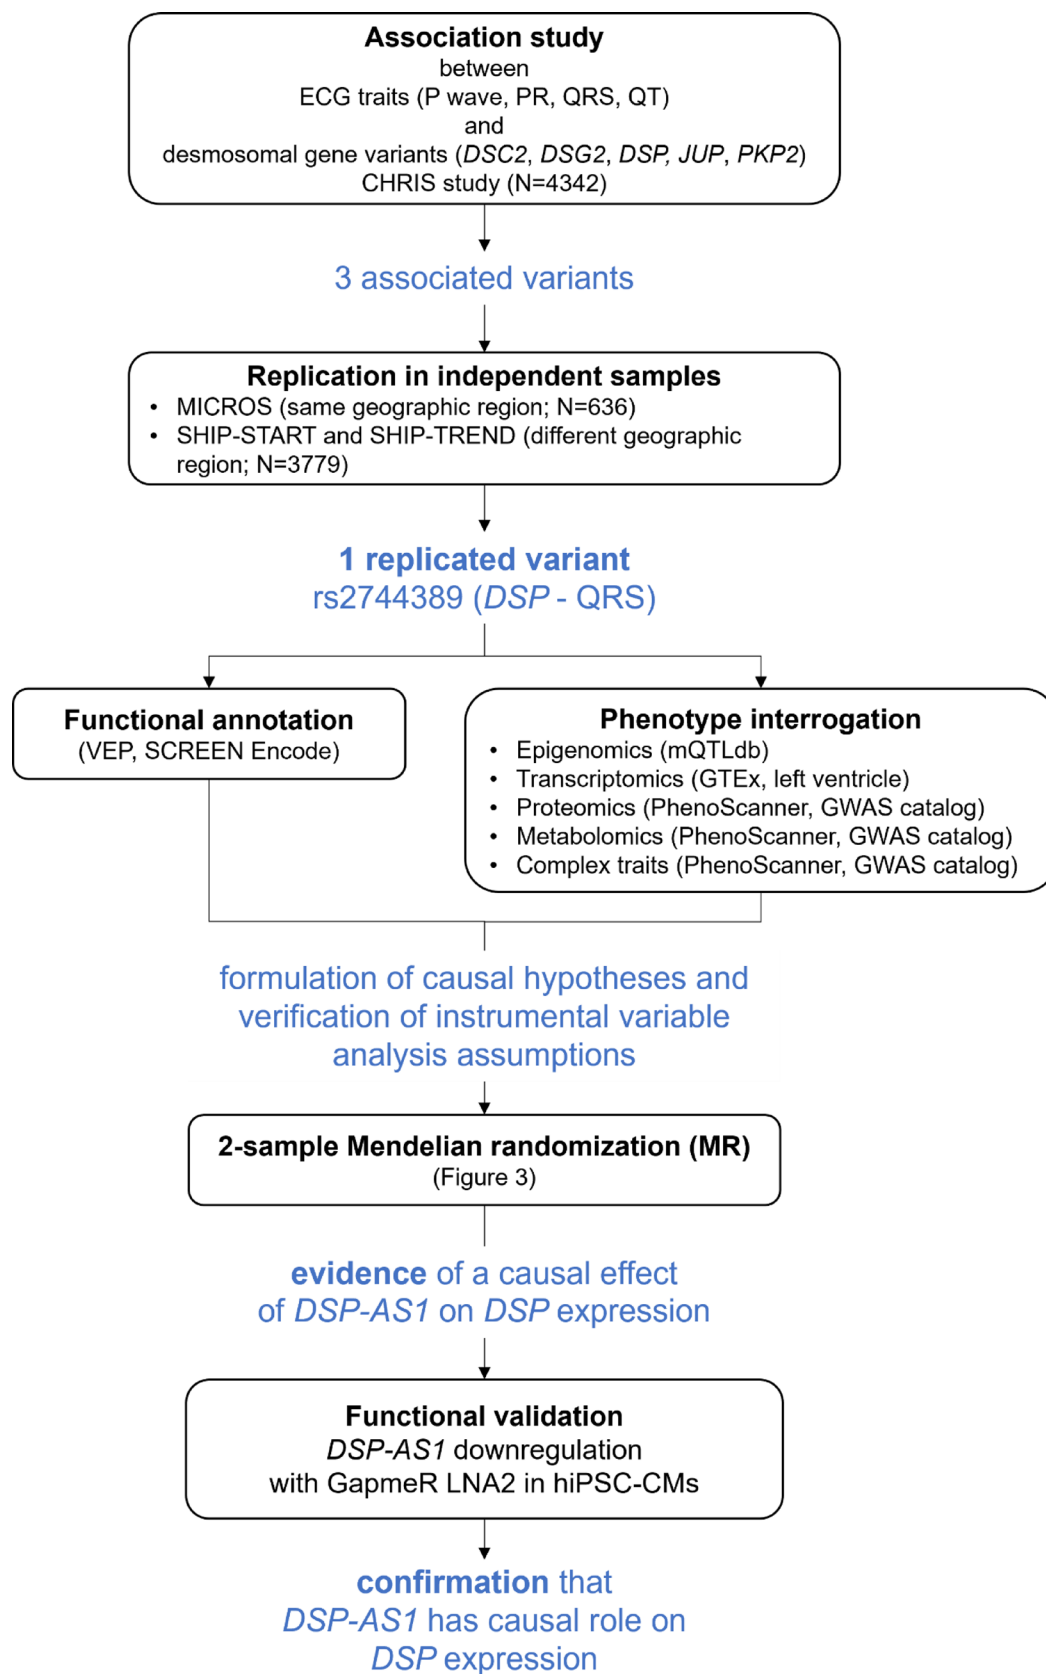 Association study
between
ECG traits (P wave, PR, QRS, QT)
and
desmosomal gene variants (DSC2, DSG2, DSP, JUP, PKP2)
CHRIS study (N=4342)
3 associated variants
Replication in independent samples
• MICROS (same geographic region; N=636)
• SHIP-START and SHIP-TREND (different geographic
region; N=3779)
1 replicated variant
rs2744389 (DSP - QRS)
Functional annotation
(VEP, SCREEN Encode)
Phenotype interrogation
• Epigenomics (mQTLdb)
• Transcriptomics (GTEx, left ventricle)
• Proteomics (PhenoScanner, GWAS catalog)
• Metabolomics (PhenoScanner, GWAS catalog)
• Complex traits (PhenoScanner, GWAS catalog)
formulation of causal hypotheses and
verification of instrumental variable
analysis assumptions
2-sample Mendelian randomization (MR)
(Figure 3)
evidence of a causal effect
of DSP-AS1 on DSP expression
Functional validation
DSP-AS1 downregulation
with GapmeR LNA2 in hiPSC-CMs
confirmation that
DSP-AS1 has causal role on
DSP expression